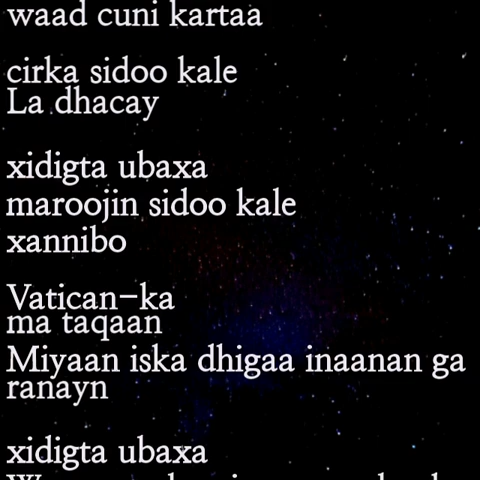 waad cuni kartaa
cirka sidoo kale
La dhacay
xidigta ubaxa
maroojin sidoo kale
xannibo
Vatican-ka
ma taqaan
Miyaan iska dhigaa inaanan ga
ranayn
xidigta ubaxa